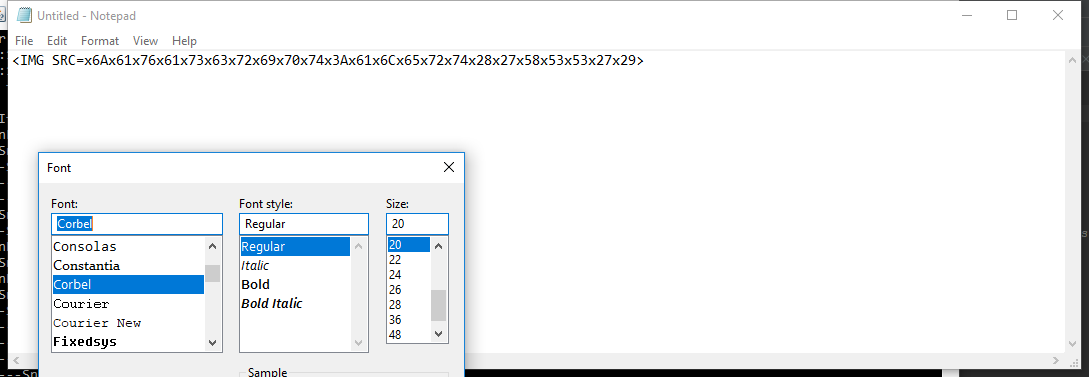 Untitled - Notepad
File Edit Format View Help
<IMG SRC=x6Ax61x76x61x73x63x72x69x70x74x3Ax61x6Cx65x72x74x28x27x58x53x53x27x29>
Font
Font: Font style: Size:
Corbel Regular 20
Consolas Regular 20
Constantia Italic 22
Corbel Bold 24
Courier Bold Italic 26
Courier New 28
Fixedsys 36
48
Sample